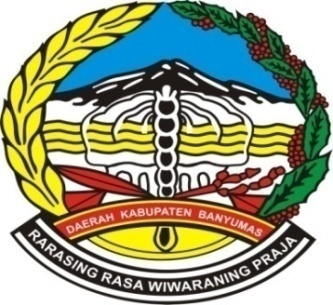 DAERAH KABUPATEN BANYUMAS
RARASING RASA WIWARANING PRAJA